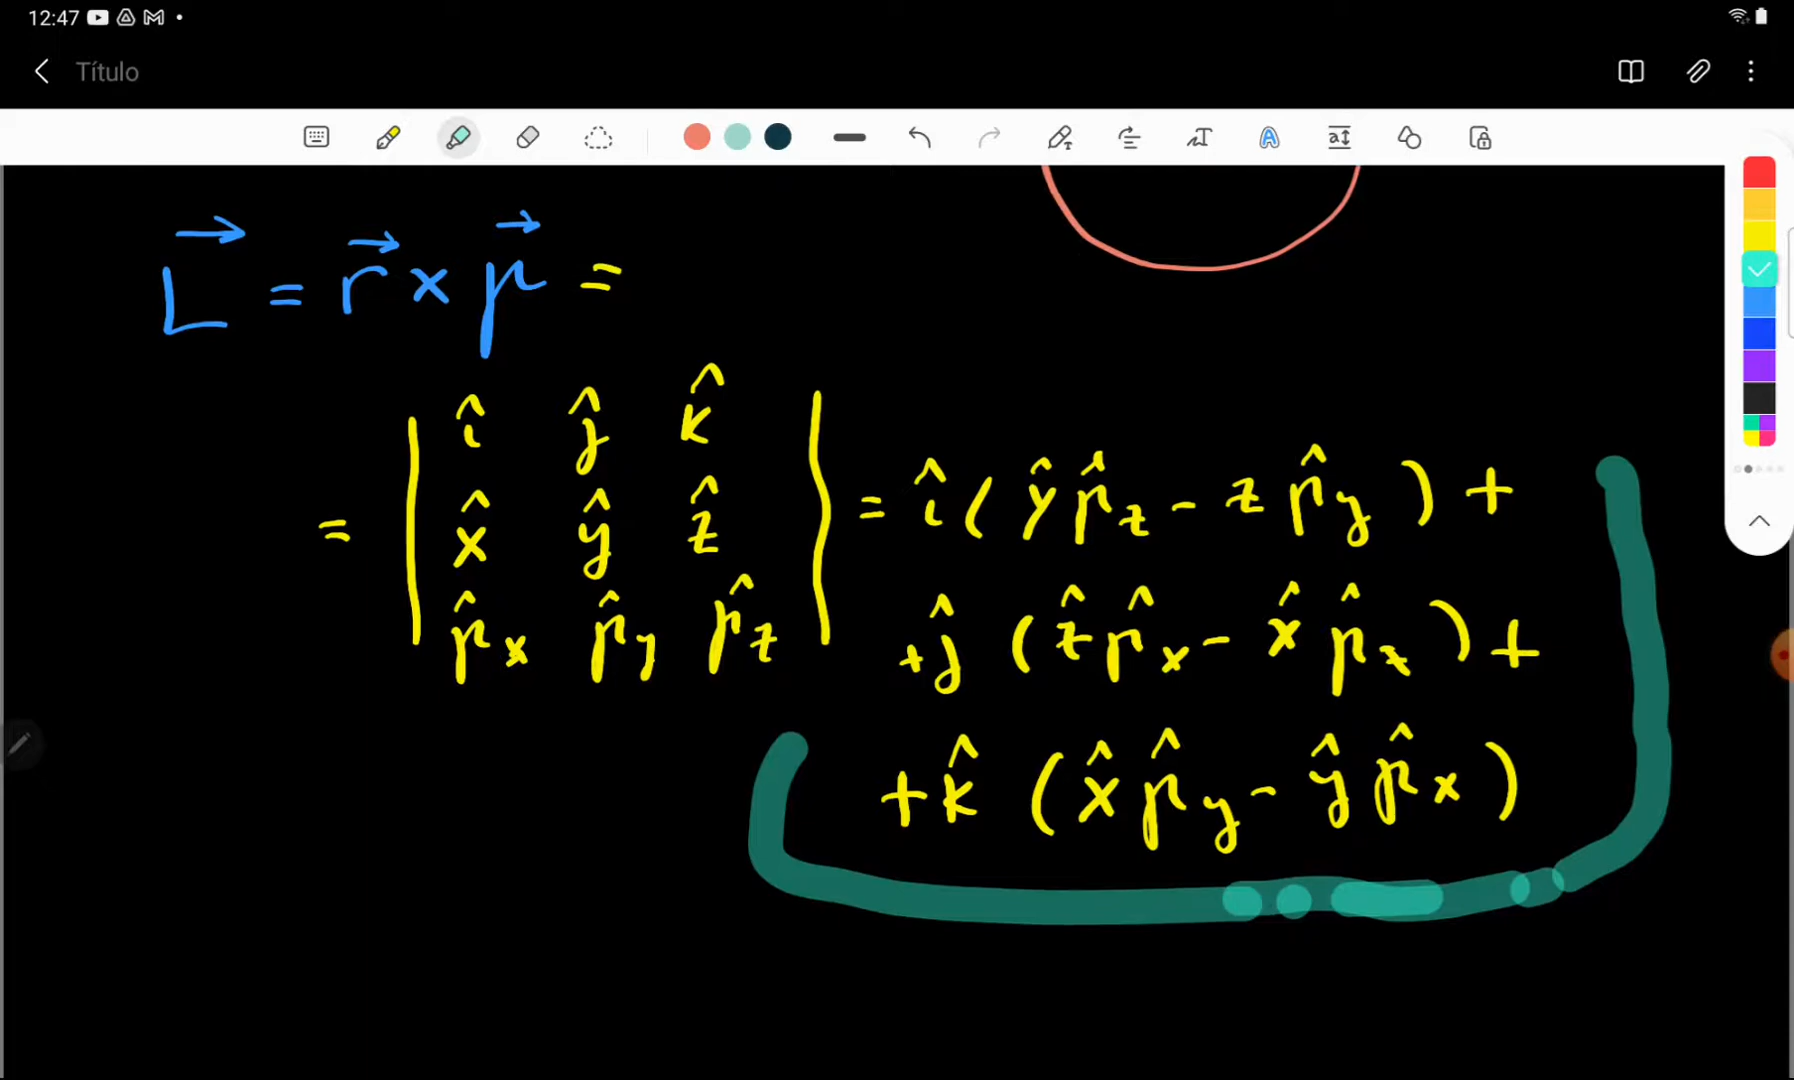 12:47
Título
L⃗ = r⃗ × p⃗ =
= | î ĵ k̂ |
| x̂ ŷ ẑ |
| p̂x p̂y p̂z |
= î ( ŷ p̂z - z p̂y ) +
+ ĵ ( ẑ p̂x - x̂ p̂z ) +
+ k̂ ( x̂ p̂y - ŷ p̂x )